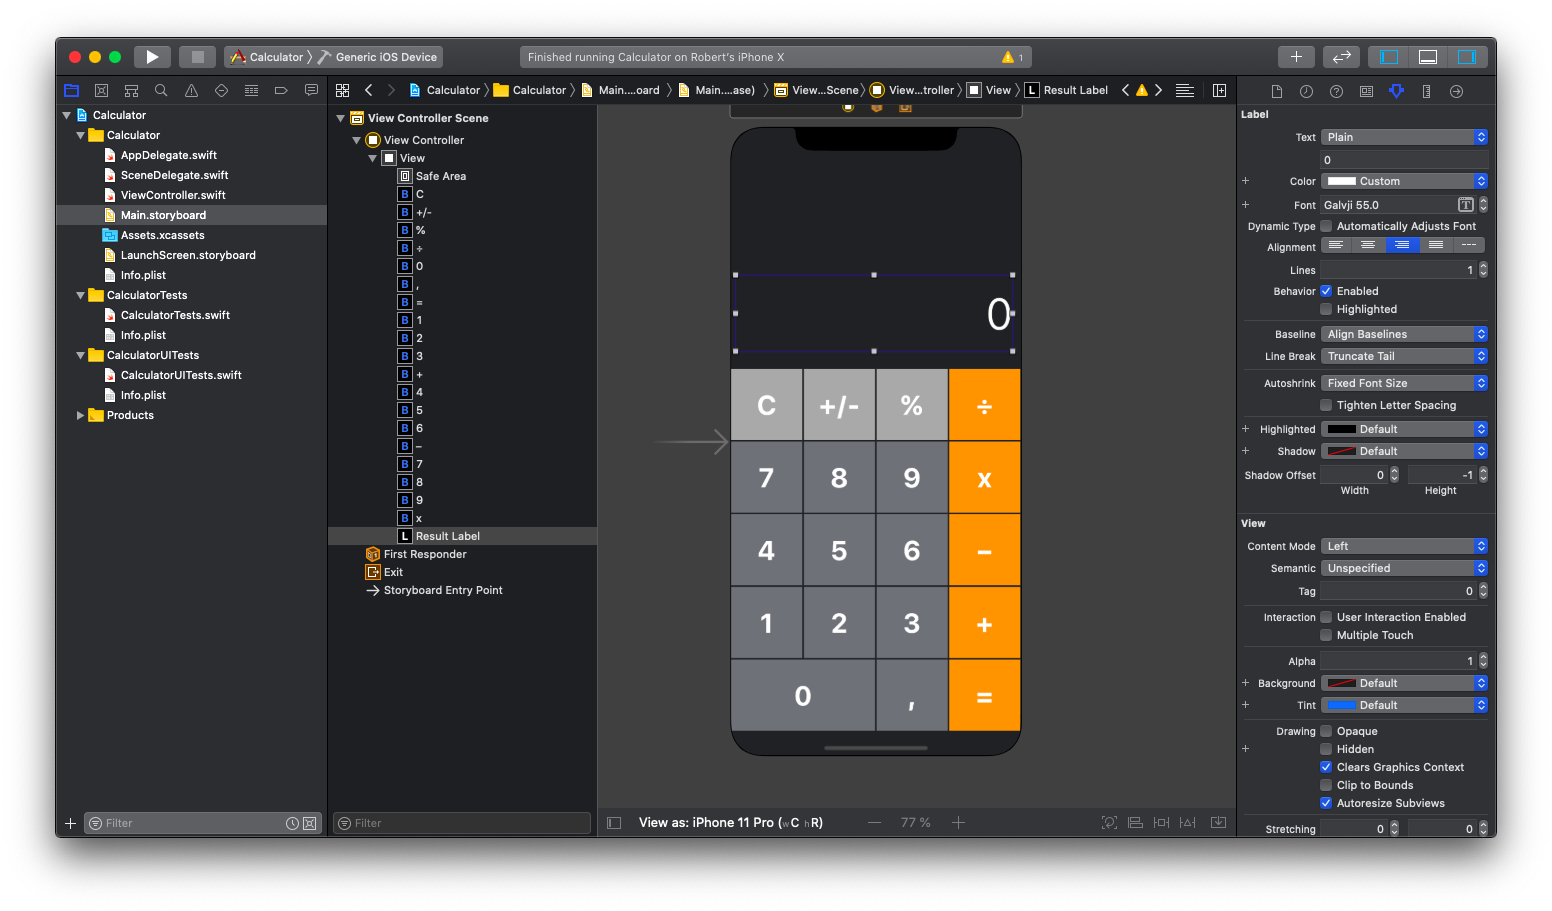 Calculator
Generic iOS Device
Finished running Calculator on Robert's iPhone X
1
Calculator
Calculator
Main....oard
Main....ase)
View...Scene)
View...troller
View
L
Result Label
Calculator
Calculator
AppDelegate.swift
SceneDelegate.swift
ViewController.swift
Main.storyboard
Assets.xcassets
LaunchScreen.storyboard
Info.plist
CalculatorTests
CalculatorTests.swift
Info.plist
CalculatorUITests
CalculatorUITests.swift
Info.plist
Products
Filter
View Controller Scene
View Controller
View
Safe Area
B C
B +/-
B %
B ÷
B 0
B ,
B =
B 1
B 2
B 3
B +
B 4
B 5
B 6
B –
B 7
B 8
B 9
B x
L Result Label
First Responder
Exit
Storyboard Entry Point
Filter
0
C +/- % ÷
7 8 9 x
4 5 6 –
1 2 3 +
0 , =
View as: iPhone 11 Pro (wC hR)
77 %
Label
Text Plain
0
Color Custom
Font Galvji 55.0
Dynamic Type Automatically Adjusts Font
Alignment
Lines 1
Behavior Enabled
Highlighted
Baseline Align Baselines
Line Break Truncate Tail
Autoshrink Fixed Font Size
Tighten Letter Spacing
Highlighted Default
Shadow Default
Shadow Offset 0 -1
Width Height
View
Content Mode Left
Semantic Unspecified
Tag 0
Interaction User Interaction Enabled
Multiple Touch
Alpha 1
Background Default
Tint Default
Drawing Opaque
Hidden
Clears Graphics Context
Clip to Bounds
Autoresize Subviews
Stretching 0 0